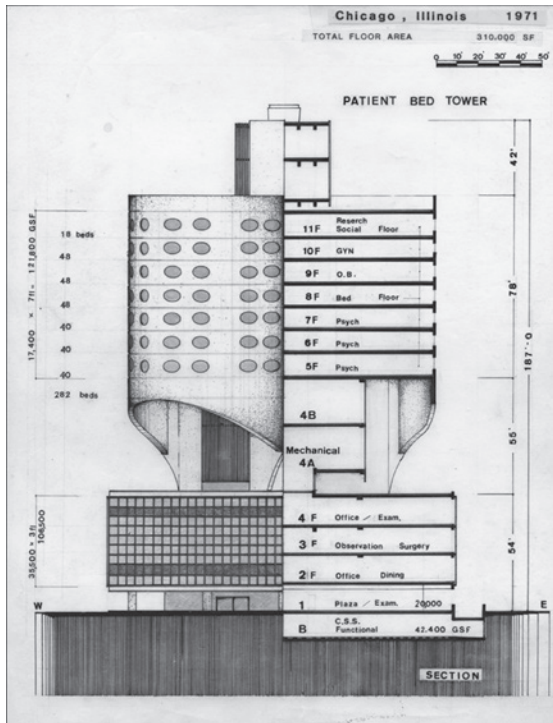 Chicago , Illinois 1971
TOTAL FLOOR AREA 310.000 SF
0 10' 20' 30' 40' 50'
PATIENT BED TOWER
42'
18 beds
11F Reserch
Social Floor
48
10F GYN
48
9F O.B.
48
8F Bed Floor
40
7F Psych
40
6F Psych
40
5F Psych
282 beds
17,400 × 7fl = 121,800 GSF
78'
187'-0
4B
Mechanical
4A
55'
4F Office / Exam.
3F Observation Surgery
2F Office Dining
35,500 × 3fl
106,500
54'
W
1 Plaza / Exam. 20000
E
B C.S.S.
Functional 42.400 GSF
SECTION